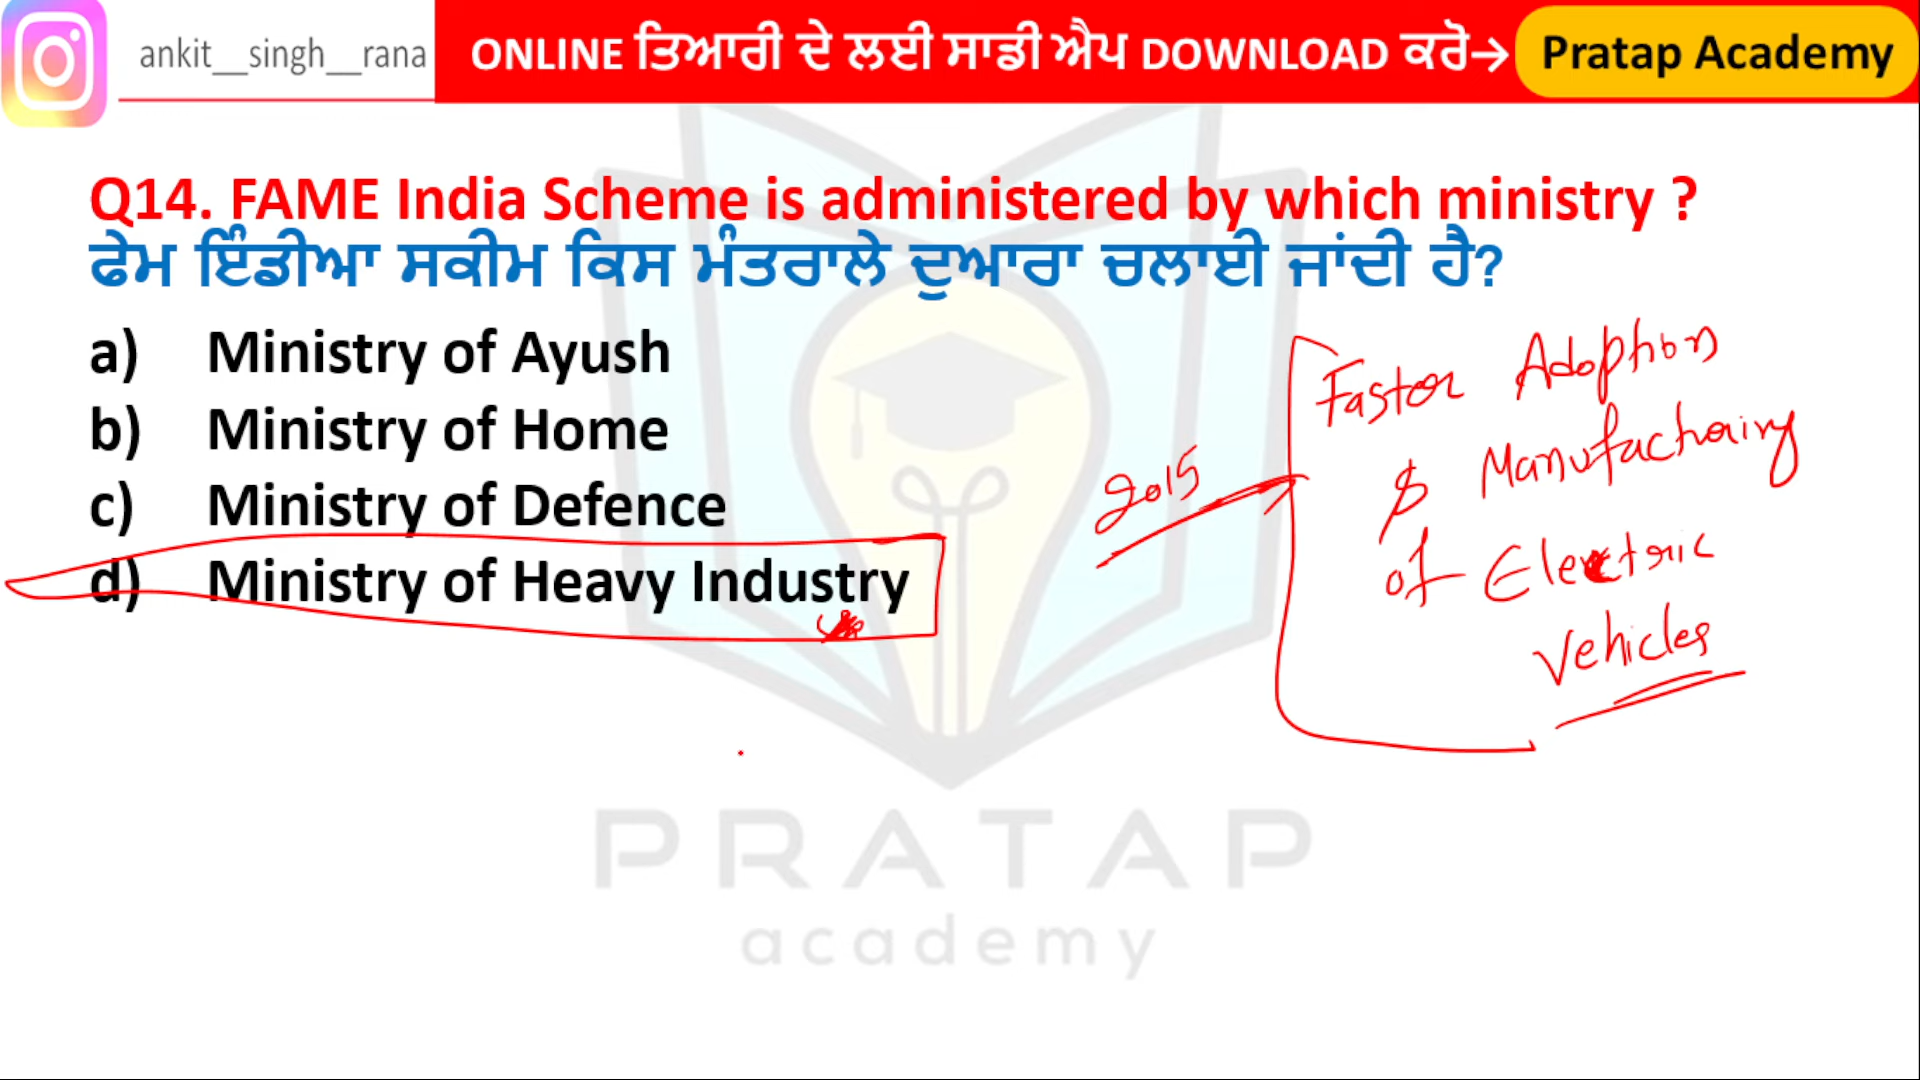 ankit__singh__rana
ONLINE ਤਿਆਰੀ ਦੇ ਲਈ ਸਾਡੀ ਐਪ DOWNLOAD ਕਰੋ→ Pratap Academy
Q14. FAME India Scheme is administered by which ministry ?
ਫੇਮ ਇੰਡੀਆ ਸਕੀਮ ਕਿਸ ਮੰਤਰਾਲੇ ਦੁਆਰਾ ਚਲਾਈ ਜਾਂਦੀ ਹੈ?
a) Ministry of Ayush
b) Ministry of Home
c) Ministry of Defence
d) Ministry of Heavy Industry
2015
Faster Adoption
& Manufacturing
of Electric
Vehicles
PRATAP
academy